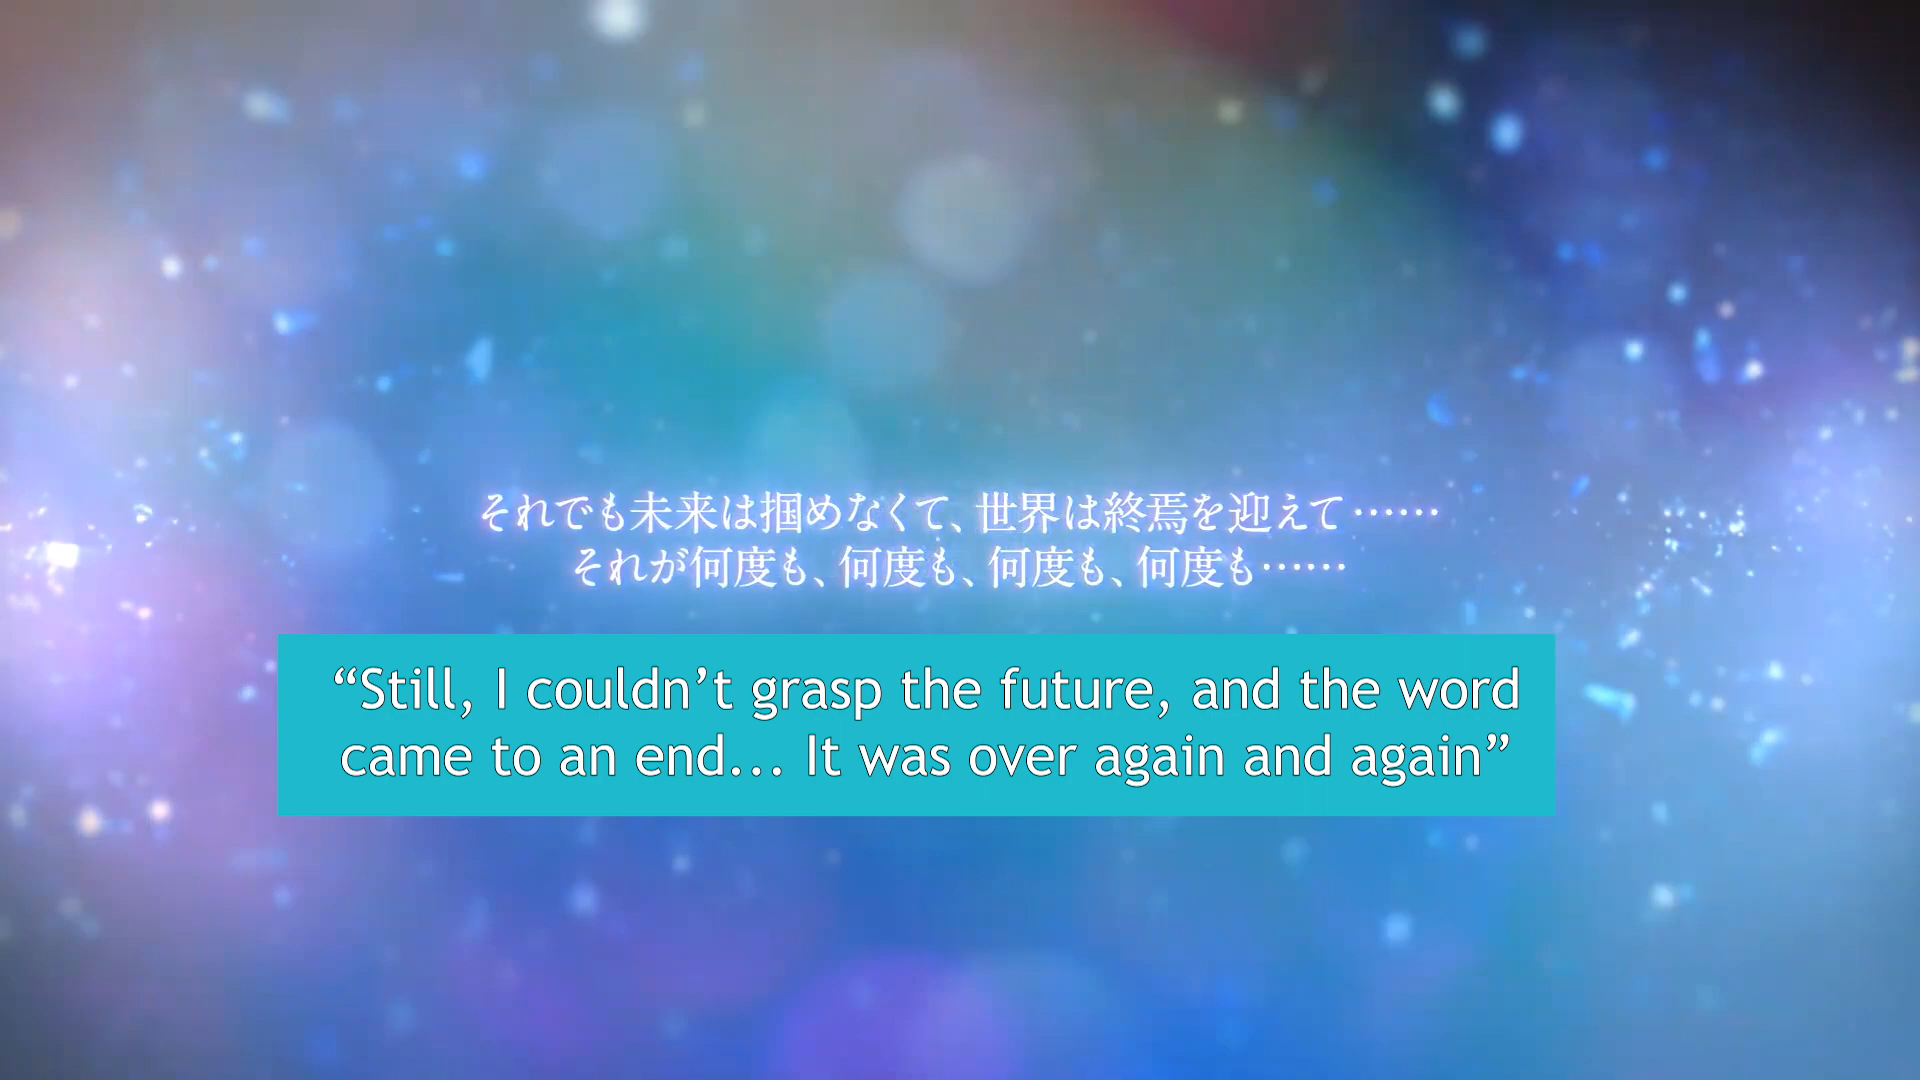 それでも未来は掴めなくて、世界は終焉を迎えて……
それが何度も、何度も、何度も、何度も……
“Still, I couldn’t grasp the future, and the word
came to an end... It was over again and again”